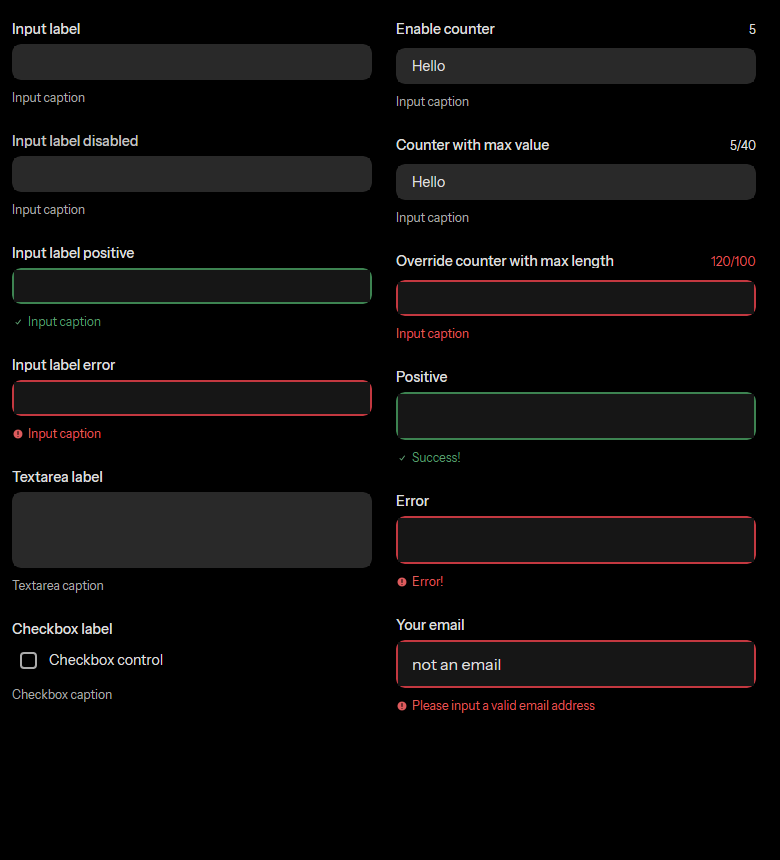 Input label
Input caption
Input label disabled
Input caption
Input label positive
Input caption
Input label error
Input caption
Textarea label
Textarea caption
Checkbox label
Checkbox control
Checkbox caption
Enable counter 5
Hello
Input caption
Counter with max value 5/40
Hello
Input caption
Override counter with max length 120/100
Input caption
Positive
Success!
Error
Error!
Your email
not an email
Please input a valid email address